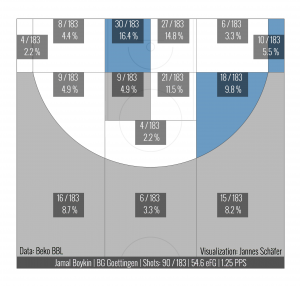 8 / 183
4.4 %
30 / 183
16.4 %
27 / 183
14.8 %
6 / 183
3.3 %
4 / 183
2.2 %
10 / 183
5.5 %
9 / 183
4.9 %
9 / 183
4.9 %
21 / 183
11.5 %
18 / 183
9.8 %
4 / 183
2.2 %
16 / 183
8.7 %
6 / 183
3.3 %
15 / 183
8.2 %
Data: Beko BBL
Visualization: Jannes Schäfer
Jamal Boykin | BG Goettingen | Shots: 90 / 183 | 54.6 eFG | 1.25 PPS